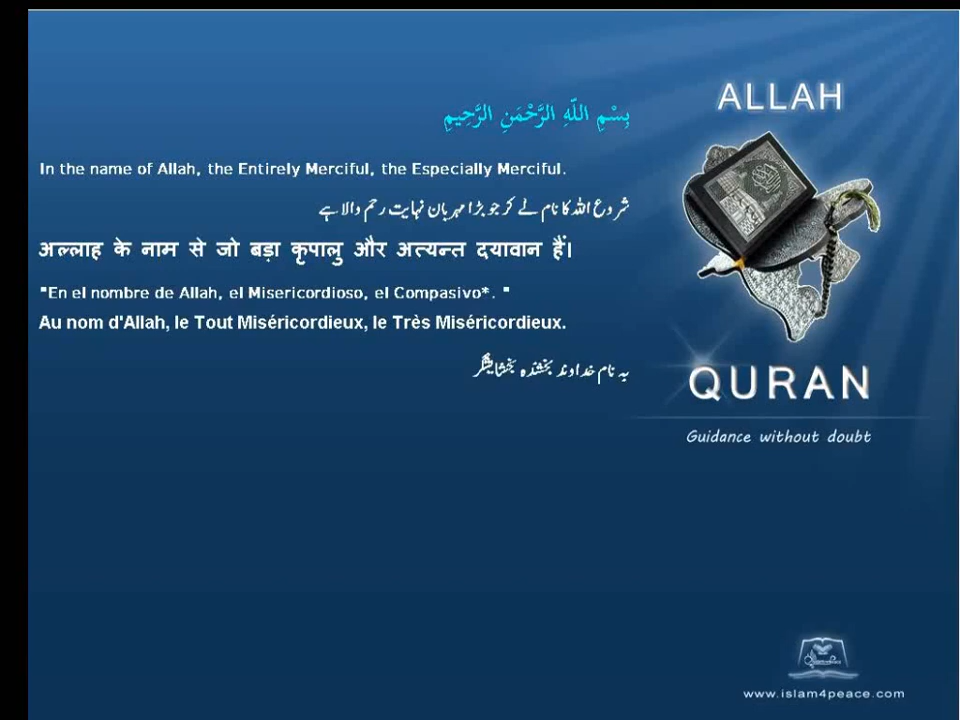 بِسْمِ اللّهِ الرَّحْمَنِ الرَّحِيمِ
In the name of Allah, the Entirely Merciful, the Especially Merciful.
شروع الله کا نام لے کر جو بڑا مہربان نہایت رحم والا ہے
अल्लाह के नाम से जो बड़ा कृपालु और अत्यन्त दयावान हैं।
"En el nombre de Allah, el Misericordioso, el Compasivo*. "
Au nom d'Allah, le Tout Miséricordieux, le Très Miséricordieux.
به نام خداوند بخشنده بخشایشگر
ALLAH
QURAN
Guidance without doubt
www.islam4peace.com